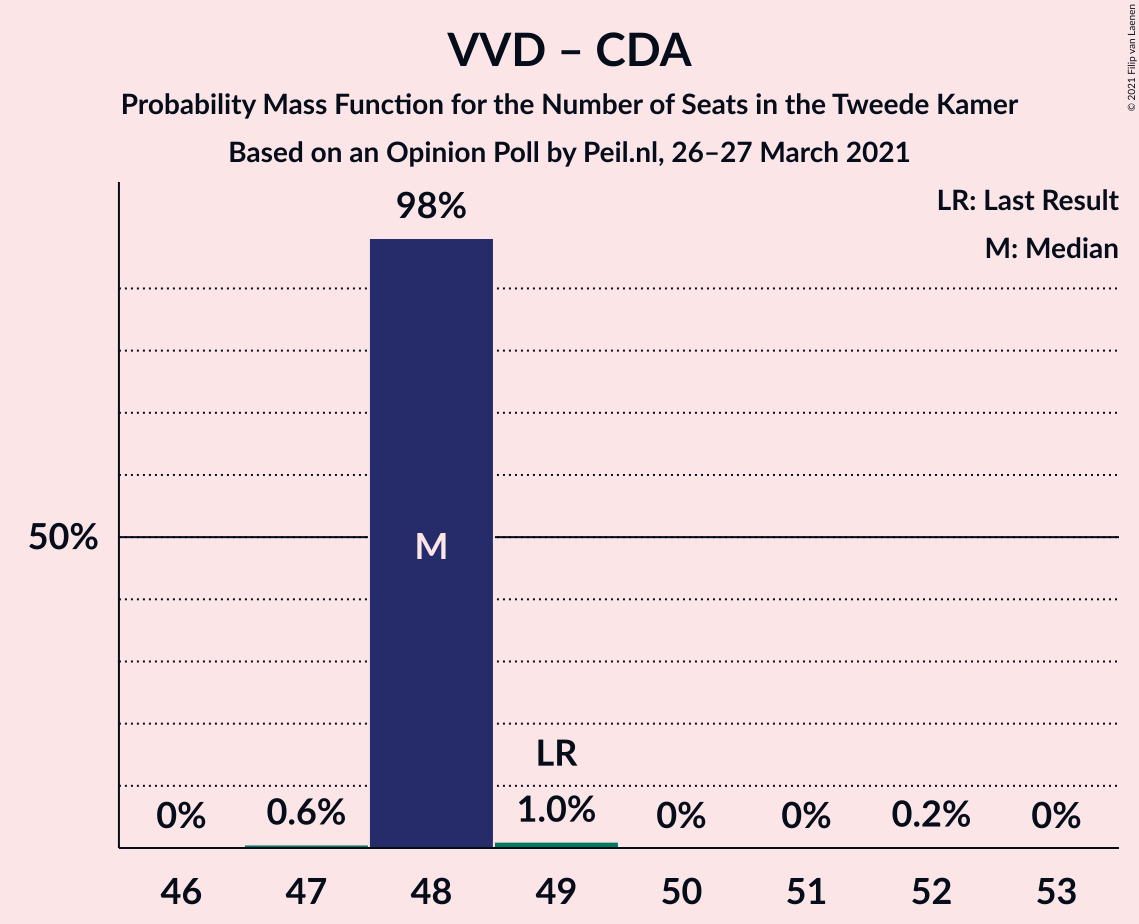 VVD – CDA
Probability Mass Function for the Number of Seats in the Tweede Kamer
Based on an Opinion Poll by Peil.nl, 26–27 March 2021
© 2021 Filip van Laenen
LR: Last Result
M: Median
98%
50%
M
LR
0% 0.6% 1.0% 0% 0% 0.2% 0%
46 47 48 49 50 51 52 53